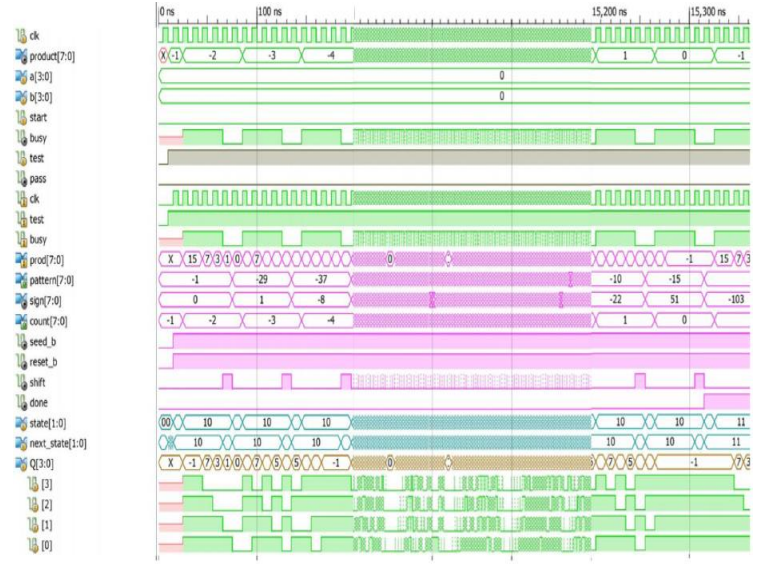 0 ns 100 ns 15,200 ns 15,300 ns
clk
product[7:0] X -1 -2 -3 -4 1 0 -1
a[3:0] 0
b[3:0] 0
start
busy
test
pass
clk
test
busy
prod[7:0] X 15 7 3 1 0 7 0 -1 15 7 3
pattern[7:0] -1 -29 -37 -10 -15
sign[7:0] 0 1 -8 -22 51 -103
count[7:0] -1 -2 -3 -4 1 0
seed_b
reset_b
shift
done
state[1:0] 00 10 10 10 10 10 11
next_state[1:0] 10 10 10 10 10 11
Q[3:0] X -1 7 3 1 0 7 5 5 -1 0 7 5 -1 7 3
[3]
[2]
[1]
[0]